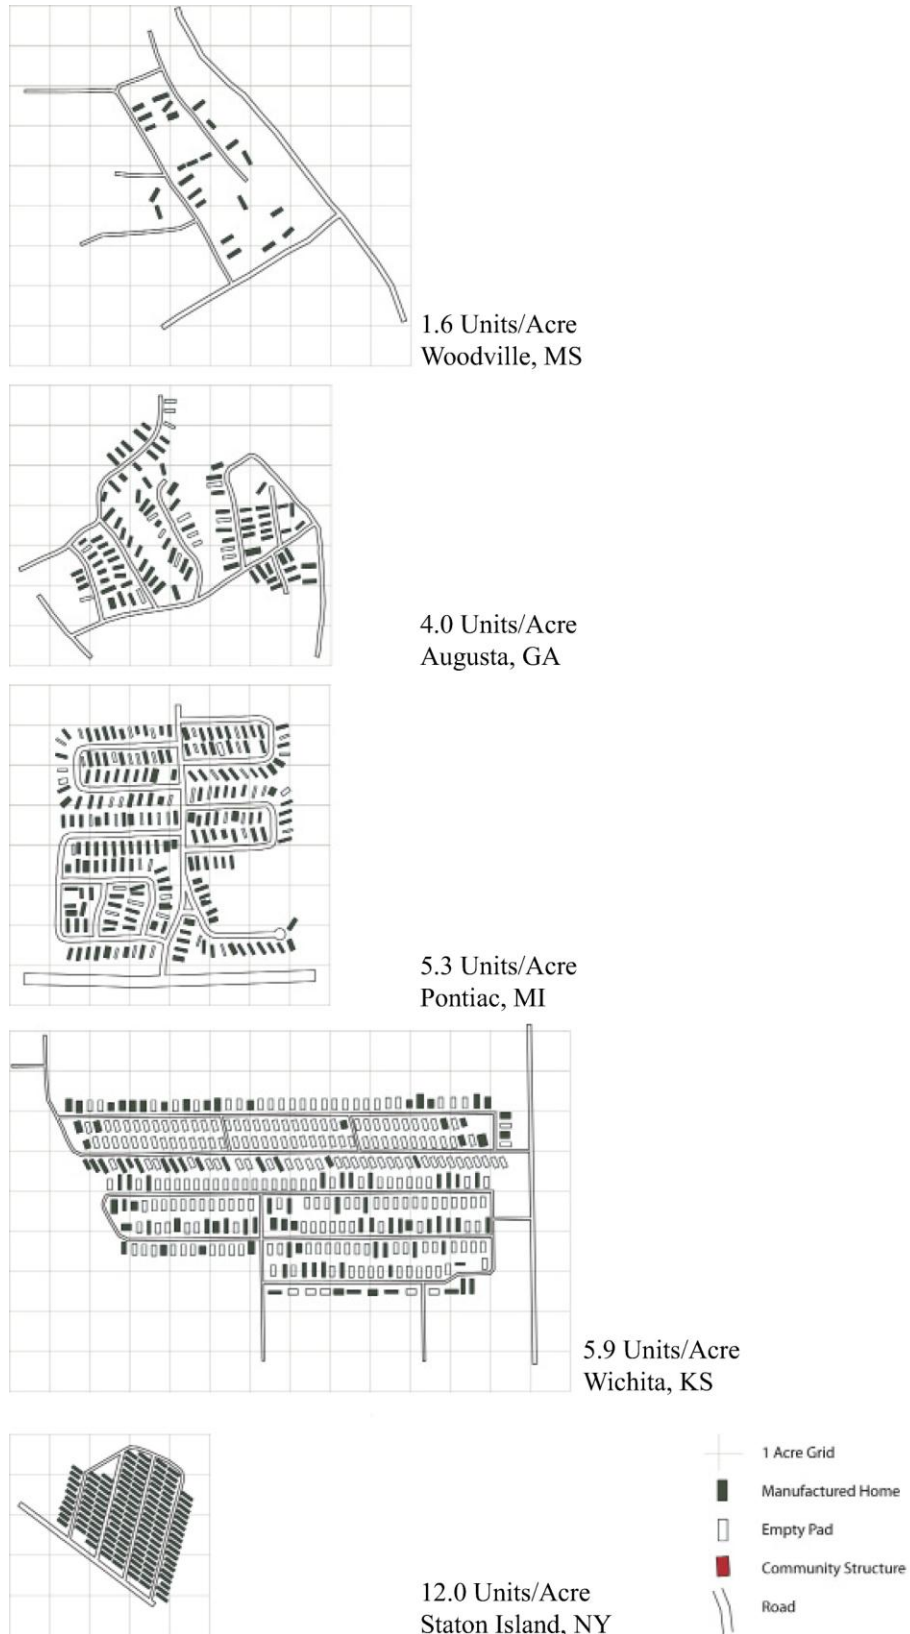 1.6 Units/Acre
Woodville, MS
4.0 Units/Acre
Augusta, GA
5.3 Units/Acre
Pontiac, MI
5.9 Units/Acre
Wichita, KS
12.0 Units/Acre
Staton Island, NY
1 Acre Grid
Manufactured Home
Empty Pad
Community Structure
Road